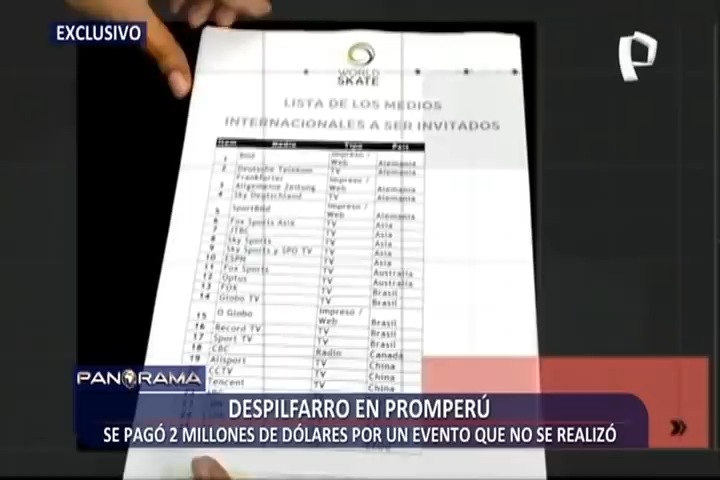 EXCLUSIVO
P
WORLD
SKATE
LISTA DE LOS MEDIOS
INTERNACIONALES A SER INVITADOS
Item Medio Tipo País
1 Bild Impreso / Web Alemania
2 Deutsche Telekom TV Alemania
3 Frankfurter Allgemeine Zeitung Impreso / Web Alemania
4 Sky Deutschland TV Alemania
5 SportBild Impreso / Web Alemania
6 Fox Sports Asia TV Asia
7 JTBC TV Asia
8 Sky Sports TV Asia
9 Sky Sports y SPO TV TV Asia
10 ESPN TV Australia
11 Fox Sports TV Australia
12 Optus TV
13 FOX TV Brasil
14 Globo TV TV Brasil
15 O Globo Impreso / Web Brasil
16 Record TV TV Brasil
17 Sport TV TV Brasil
18 CBC Radio Canada
19 Allsport TV China
CCTV TV China
Tencent TV China
PANORAMA
DESPILFARRO EN PROMPERÚ
SE PAGÓ 2 MILLONES DE DÓLARES POR UN EVENTO QUE NO SE REALIZÓ